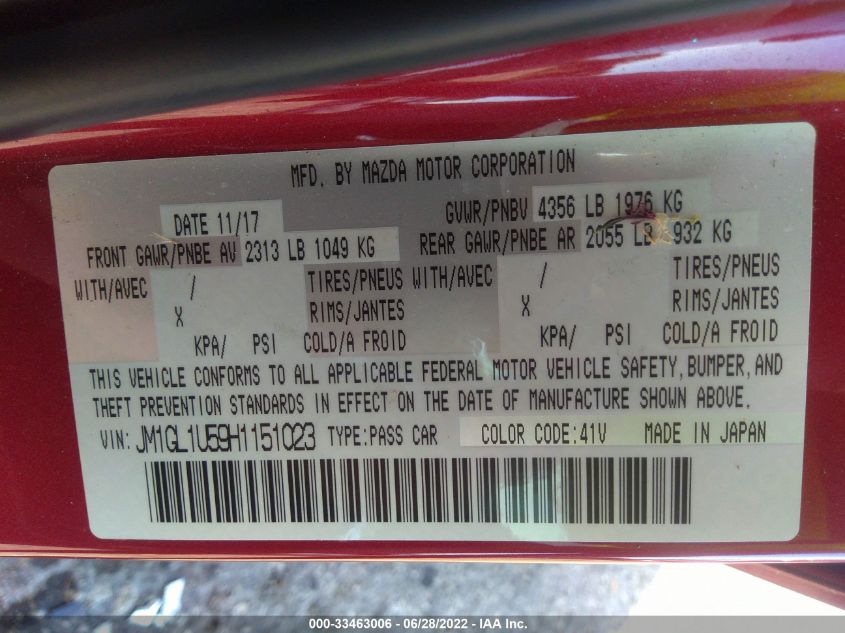 MFD. BY MAZDA MOTOR CORPORATION
DATE 11/17 GVWR/PNBV 4356 LB 1976 KG
FRONT GAWR/PNBE AV 2313 LB 1049 KG REAR GAWR/PNBE AR 2055 LB 932 KG
WITH/AVEC / TIRES/PNEUS WITH/AVEC / TIRES/PNEUS
X RIMS/JANTES X RIMS/JANTES
KPA/ PSI COLD/A FROID KPA/ PSI COLD/A FROID
THIS VEHICLE CONFORMS TO ALL APPLICABLE FEDERAL MOTOR VEHICLE SAFETY, BUMPER, AND
THEFT PREVENTION STANDARDS IN EFFECT ON THE DATE OF MANUFACTURE SHOWN ABOVE.
VIN: JM1GL1U59H1151023 TYPE:PASS CAR COLOR CODE:41V MADE IN JAPAN
000-33463006 - 06/28/2022 - IAA Inc.